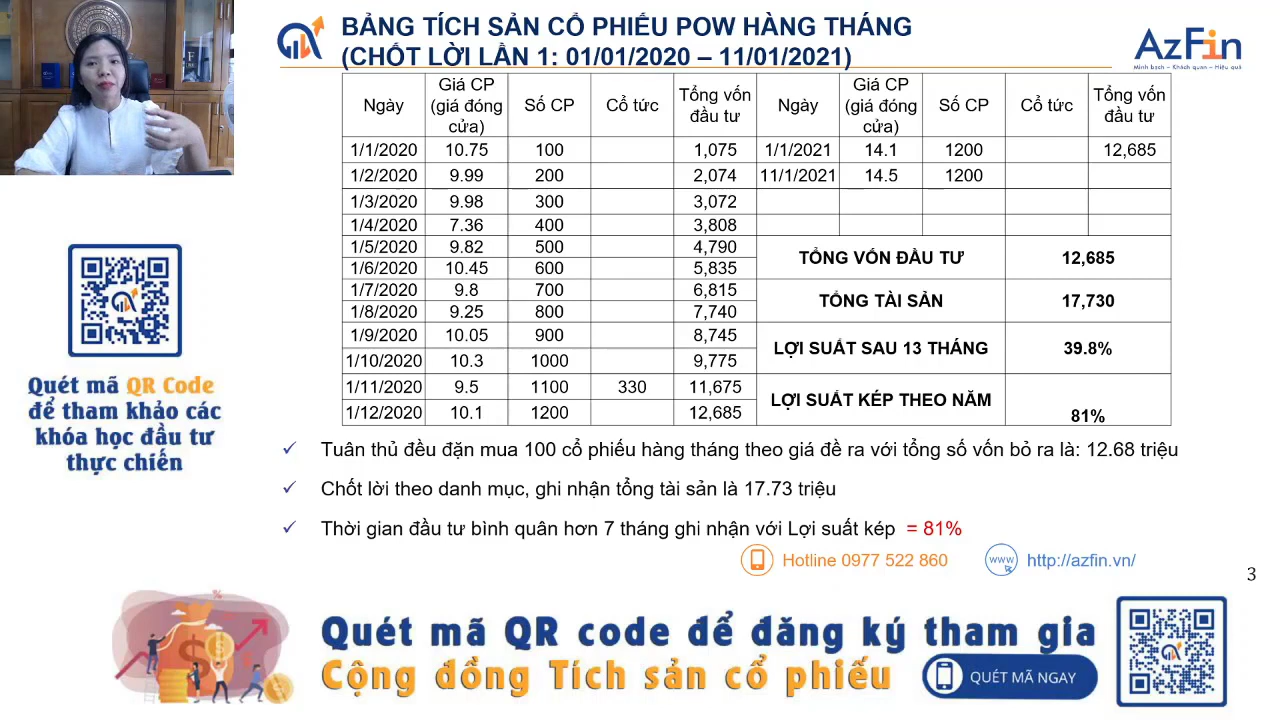 BẢNG TÍCH SẢN CỔ PHIẾU POW HÀNG THÁNG
(CHỐT LỜI LẦN 1: 01/01/2020 – 11/01/2021)
AzFin
Minh bạch – Khách quan – Hiệu quả
Ngày Giá CP (giá đóng cửa) Số CP Cổ tức Tổng vốn đầu tư Ngày Giá CP (giá đóng cửa) Số CP Cổ tức Tổng vốn đầu tư
1/1/2020 10.75 100 1,075 1/1/2021 14.1 1200 12,685
1/2/2020 9.99 200 2,074 11/1/2021 14.5 1200
1/3/2020 9.98 300 3,072
1/4/2020 7.36 400 3,808
1/5/2020 9.82 500 4,790
1/6/2020 10.45 600 5,835
TỔNG VỐN ĐẦU TƯ 12,685
1/7/2020 9.8 700 6,815
1/8/2020 9.25 800 7,740
TỔNG TÀI SẢN 17,730
1/9/2020 10.05 900 8,745
1/10/2020 10.3 1000 9,775
LỢI SUẤT SAU 13 THÁNG 39.8%
1/11/2020 9.5 1100 330 11,675
1/12/2020 10.1 1200 12,685
LỢI SUẤT KÉP THEO NĂM 81%
Quét mã QR Code
để tham khảo các
khóa học đầu tư
thực chiến
Tuân thủ đều đặn mua 100 cổ phiếu hàng tháng theo giá đề ra với tổng số vốn bỏ ra là: 12.68 triệu
Chốt lời theo danh mục, ghi nhận tổng tài sản là 17.73 triệu
Thời gian đầu tư bình quân hơn 7 tháng ghi nhận với Lợi suất kép = 81%
Hotline 0977 522 860
www http://azfin.vn/
3
Quét mã QR code để đăng ký tham gia
Cộng đồng Tích sản cổ phiếu
QUÉT MÃ NGAY